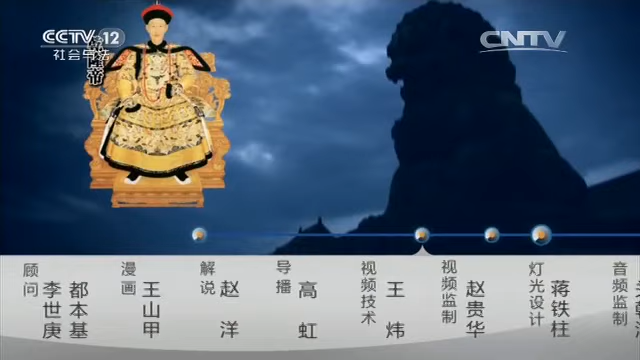 CCTV 12
社会与法
CNTV
顾问
李世庚
都本基
漫画
王山甲
解说
赵洋
导播
高虹
视频技术
王炜
视频监制
赵贵华
灯光设计
蒋铁柱
音频监制